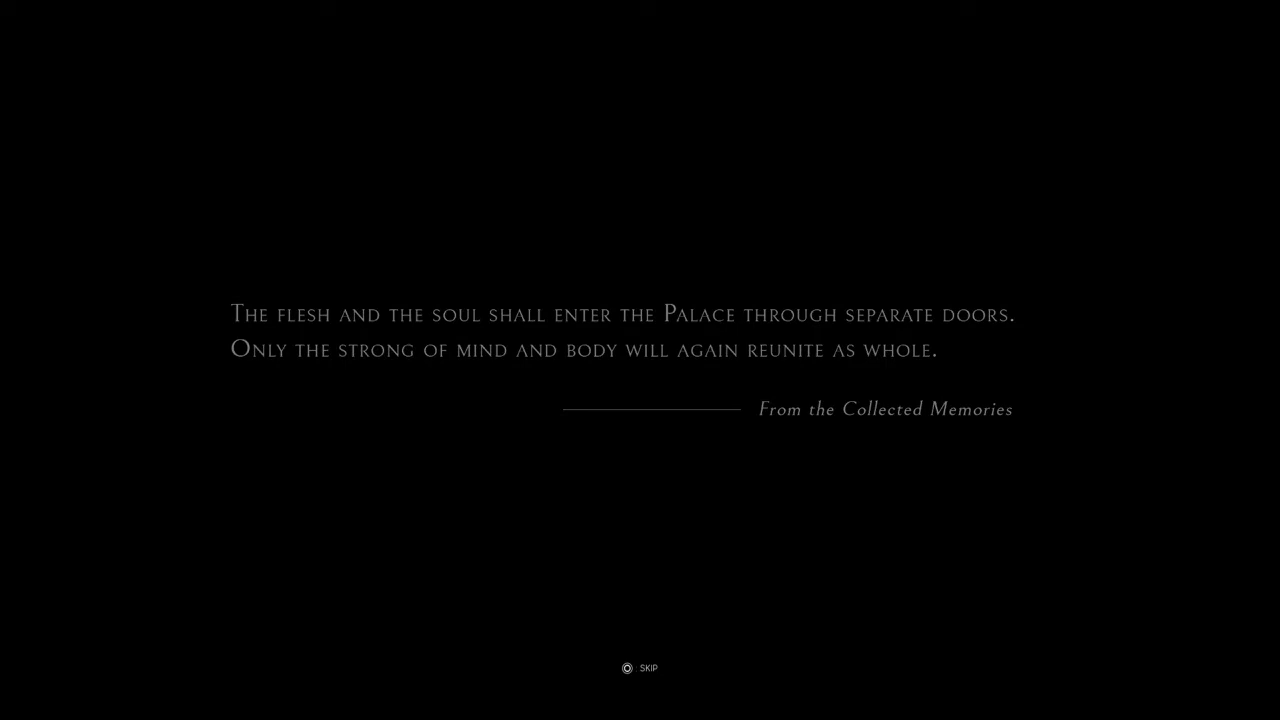 The flesh and the soul shall enter the Palace through separate doors.
Only the strong of mind and body will again reunite as whole.
From the Collected Memories
SKIP